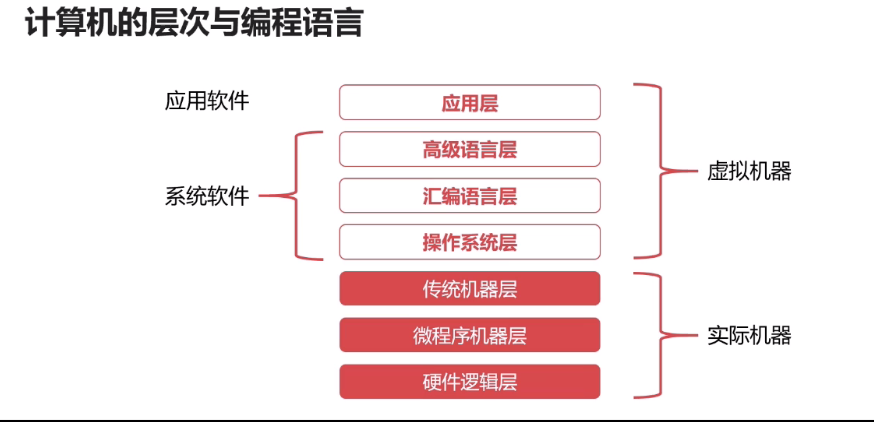 计算机的层次与编程语言
应用软件
应用层
高级语言层
系统软件
汇编语言层
操作系统层
虚拟机器
传统机器层
微程序机器层
硬件逻辑层
实际机器